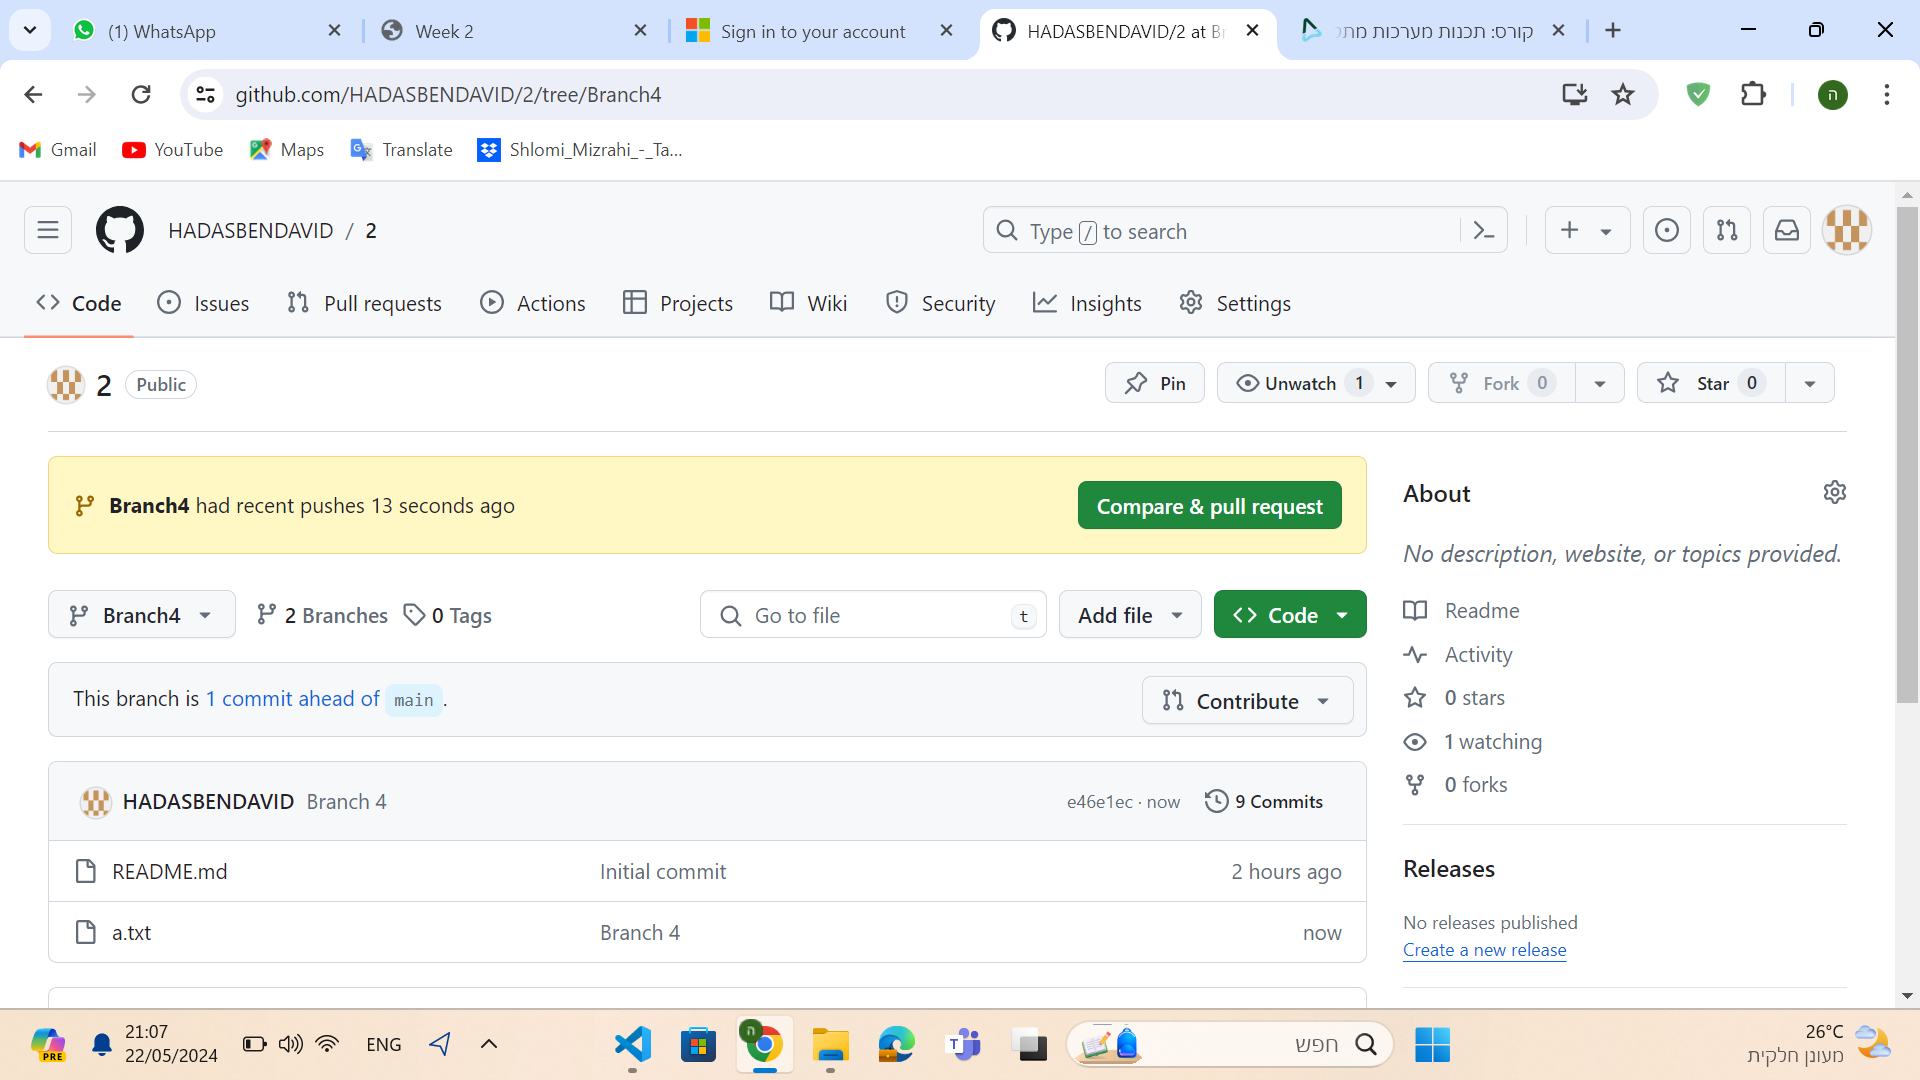 (1) WhatsApp
Week 2
Sign in to your account
HADASBENDAVID/2 at Br
קורס: תכנות מערכות מתק
github.com/HADASBENDAVID/2/tree/Branch4
ה
Gmail
YouTube
Maps
Translate
Shlomi_Mizrahi_-_Ta...
HADASBENDAVID / 2
Type / to search
Code
Issues
Pull requests
Actions
Projects
Wiki
Security
Insights
Settings
2 Public
Pin
Unwatch 1
Fork 0
Star 0
Branch4 had recent pushes 13 seconds ago
Compare & pull request
Branch4
2 Branches
0 Tags
Go to file
t
Add file
Code
This branch is 1 commit ahead of main .
Contribute
HADASBENDAVID Branch 4
e46e1ec · now
9 Commits
README.md
Initial commit
2 hours ago
a.txt
Branch 4
now
About
No description, website, or topics provided.
Readme
Activity
0 stars
1 watching
0 forks
Releases
No releases published
Create a new release
PRE
21:07
22/05/2024
ENG
ה
T
חפש
26°C
מעונן חלקית